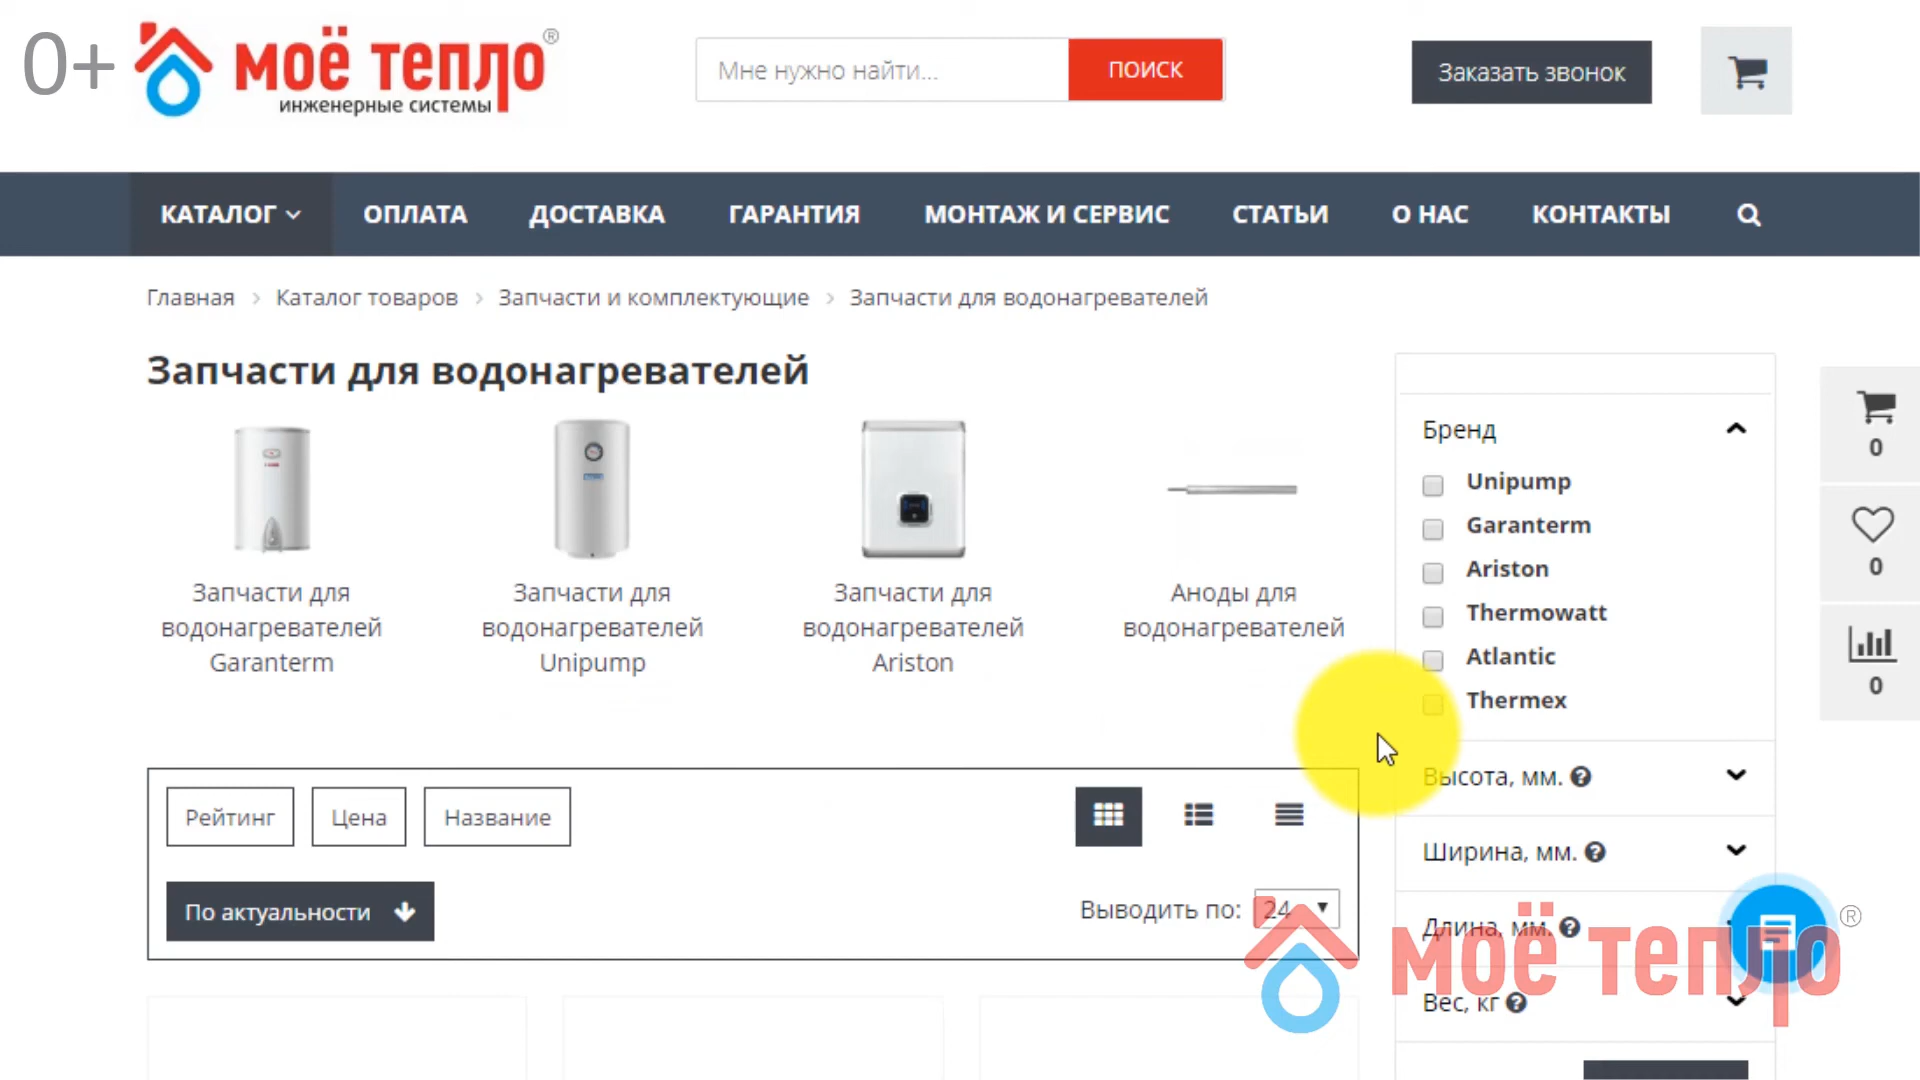 0+
МОЁ ТЕПЛО ®
инженерные системы
Мне нужно найти...
ПОИСК
Заказать звонок
КАТАЛОГ
ОПЛАТА
ДОСТАВКА
ГАРАНТИЯ
МОНТАЖ И СЕРВИС
СТАТЬИ
О НАС
КОНТАКТЫ
Главная > Каталог товаров > Запчасти и комплектующие > Запчасти для водонагревателей
Запчасти для водонагревателей
Запчасти для
водонагревателей
Garanterm
Запчасти для
водонагревателей
Unipump
Запчасти для
водонагревателей
Ariston
Аноды для
водонагревателей
Бренд
Unipump
Garanterm
Ariston
Thermowatt
Atlantic
Thermex
Высота, мм. ?
Ширина, мм. ?
Длина, мм. ?
Вес, кг ?
0
0
0
Рейтинг
Цена
Название
По актуальности
Выводить по: 24
МОЁ ТЕПЛО ®